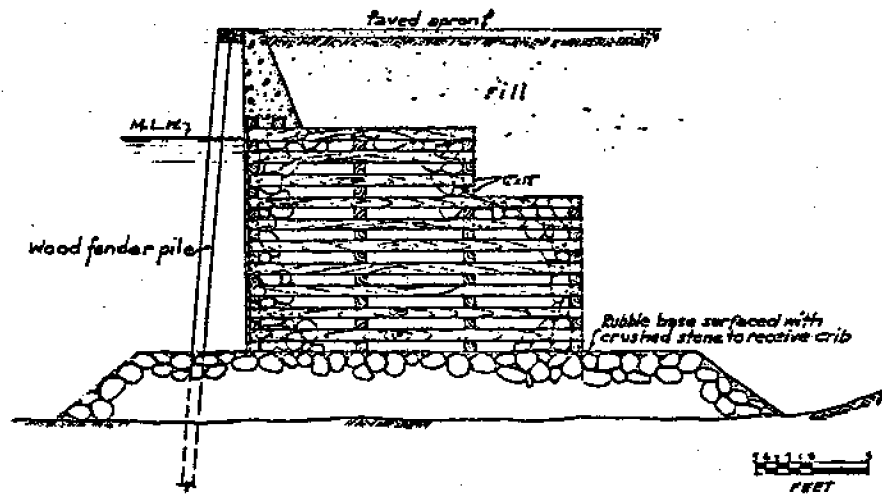 Paved apron
Fill
M.L.W.
Wood fender pile
Rubble base surfaced with
crushed stone to receive crib
FEET